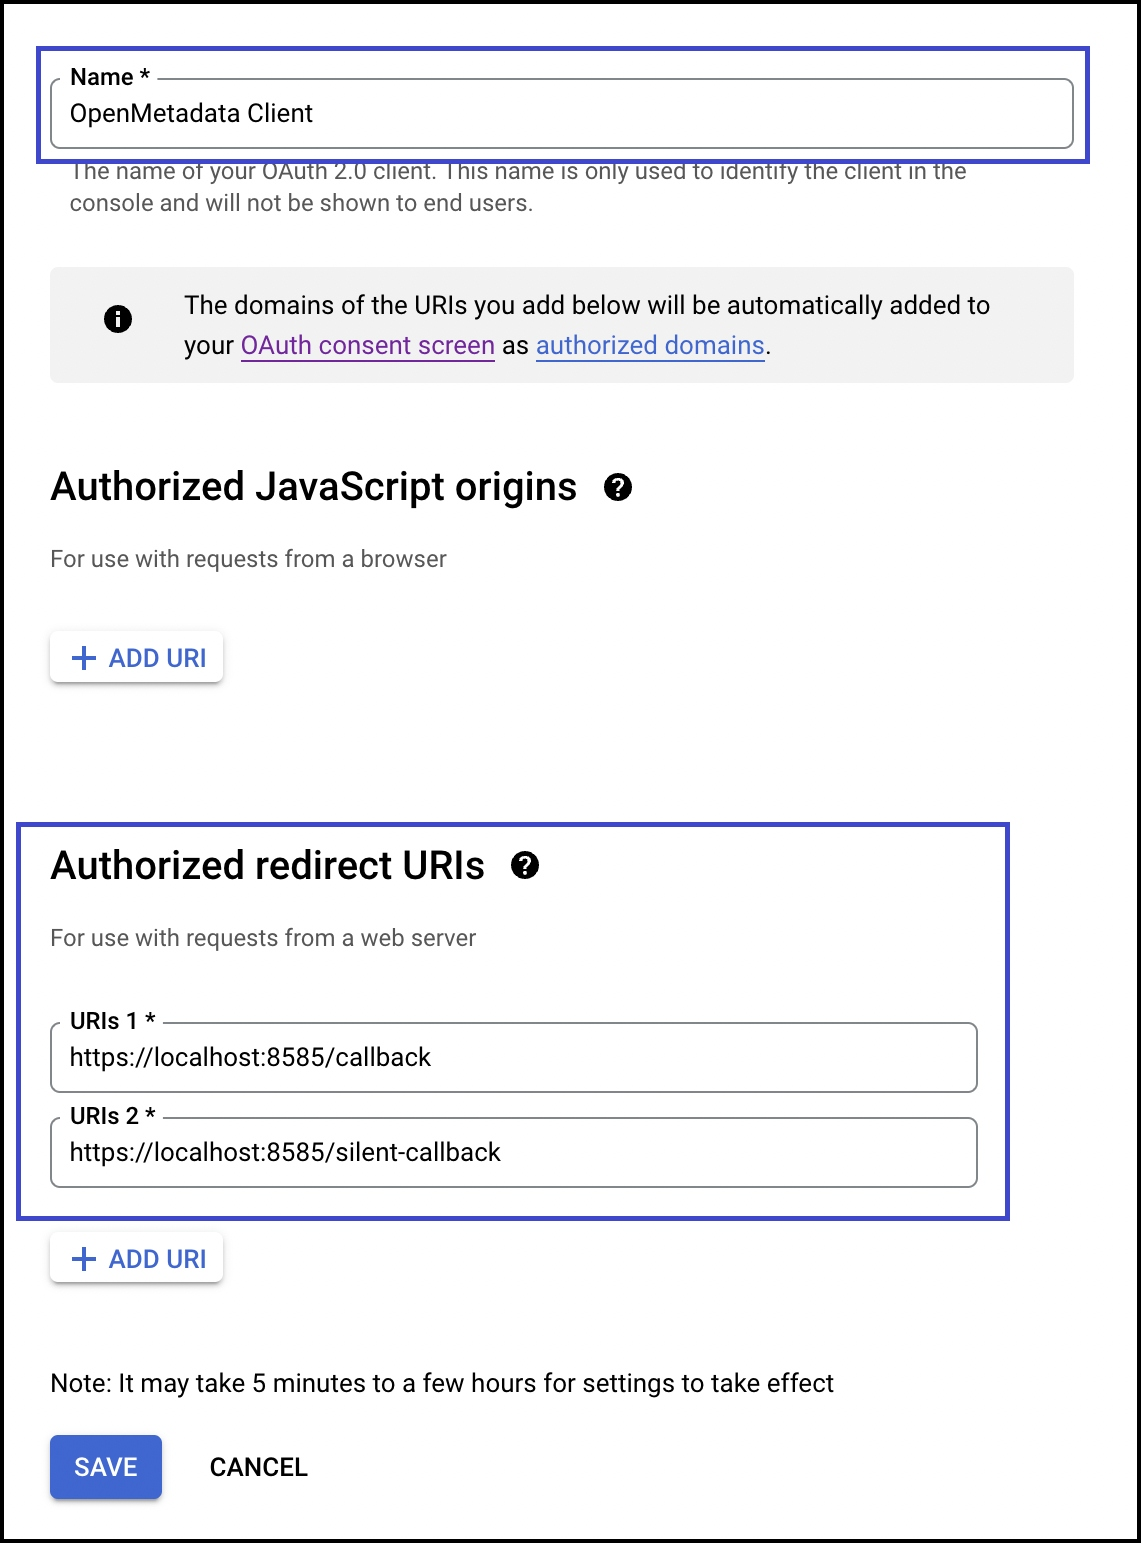 Name *
OpenMetadata Client
The name of your OAuth 2.0 client. This name is only used to identify the client in the
console and will not be shown to end users.
The domains of the URIs you add below will be automatically added to
your OAuth consent screen as authorized domains.
Authorized JavaScript origins
For use with requests from a browser
ADD URI
Authorized redirect URIs
For use with requests from a web server
URIs 1 *
https://localhost:8585/callback
URIs 2 *
https://localhost:8585/silent-callback
ADD URI
Note: It may take 5 minutes to a few hours for settings to take effect
SAVE CANCEL